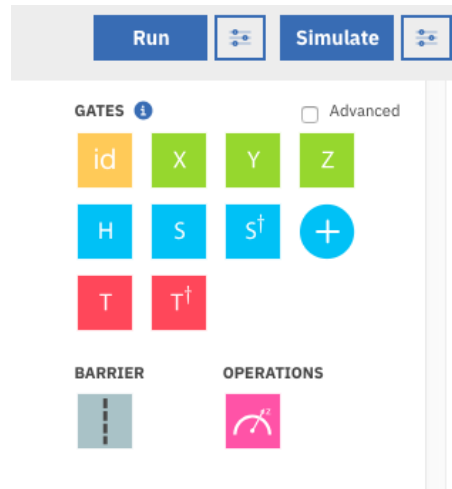 Run Simulate
GATES i Advanced
id X Y Z
H S S† +
T T†
BARRIER OPERATIONS
z